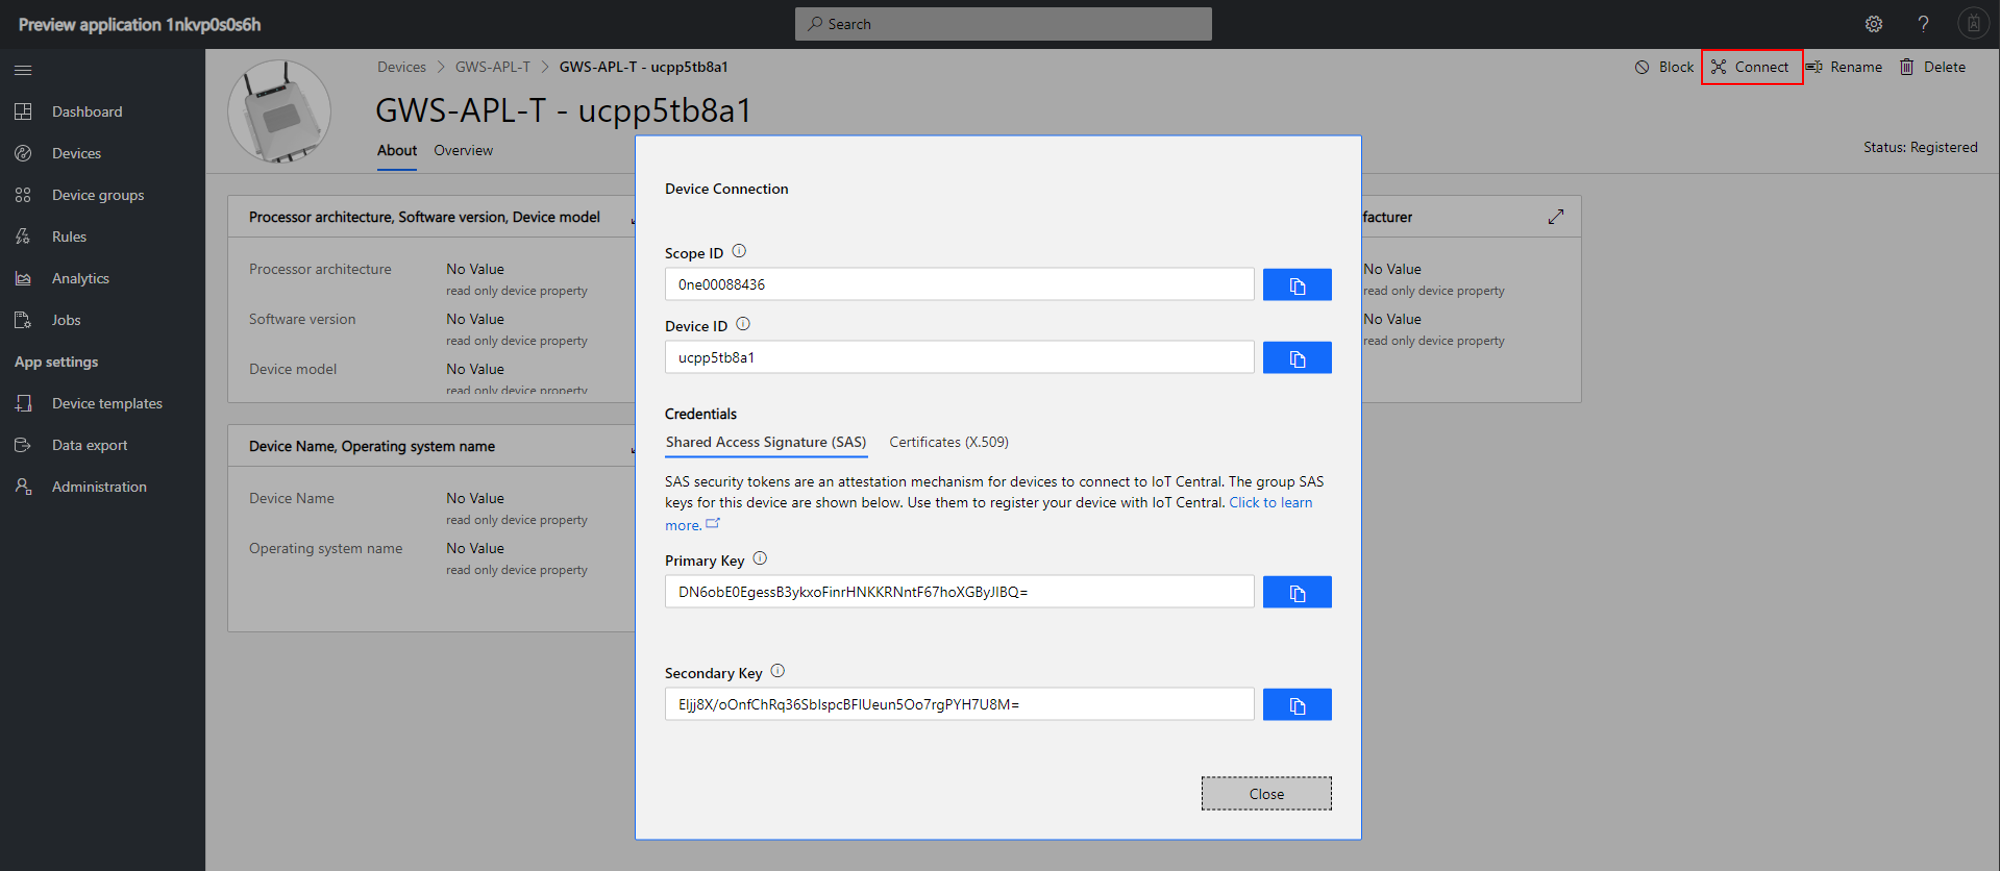 Preview application 1nkvp0s0s6h
Search
Dashboard
Devices
Device groups
Rules
Analytics
Jobs
App settings
Device templates
Data export
Administration
Devices > GWS-APL-T > GWS-APL-T - ucpp5tb8a1
Block Connect Rename Delete
GWS-APL-T - ucpp5tb8a1
About Overview
Status: Registered
Processor architecture, Software version, Device model
Processor architecture No Value
read only device property
Software version No Value
read only device property
Device model No Value
read only device property
Device Name, Operating system name
Device Name No Value
read only device property
Operating system name No Value
read only device property
facturer
No Value
read only device property
No Value
read only device property
Device Connection
Scope ID
0ne00088436
Device ID
ucpp5tb8a1
Credentials
Shared Access Signature (SAS) Certificates (X.509)
SAS security tokens are an attestation mechanism for devices to connect to IoT Central. The group SAS
keys for this device are shown below. Use them to register your device with IoT Central. Click to learn
more.
Primary Key
DN6obE0EgessB3ykxoFinrHNKKRNntF67hoXGByJIBQ=
Secondary Key
EIjj8X/oOnfChRq36SbIspcBFIUeun5Oo7rgPYH7U8M=
Close